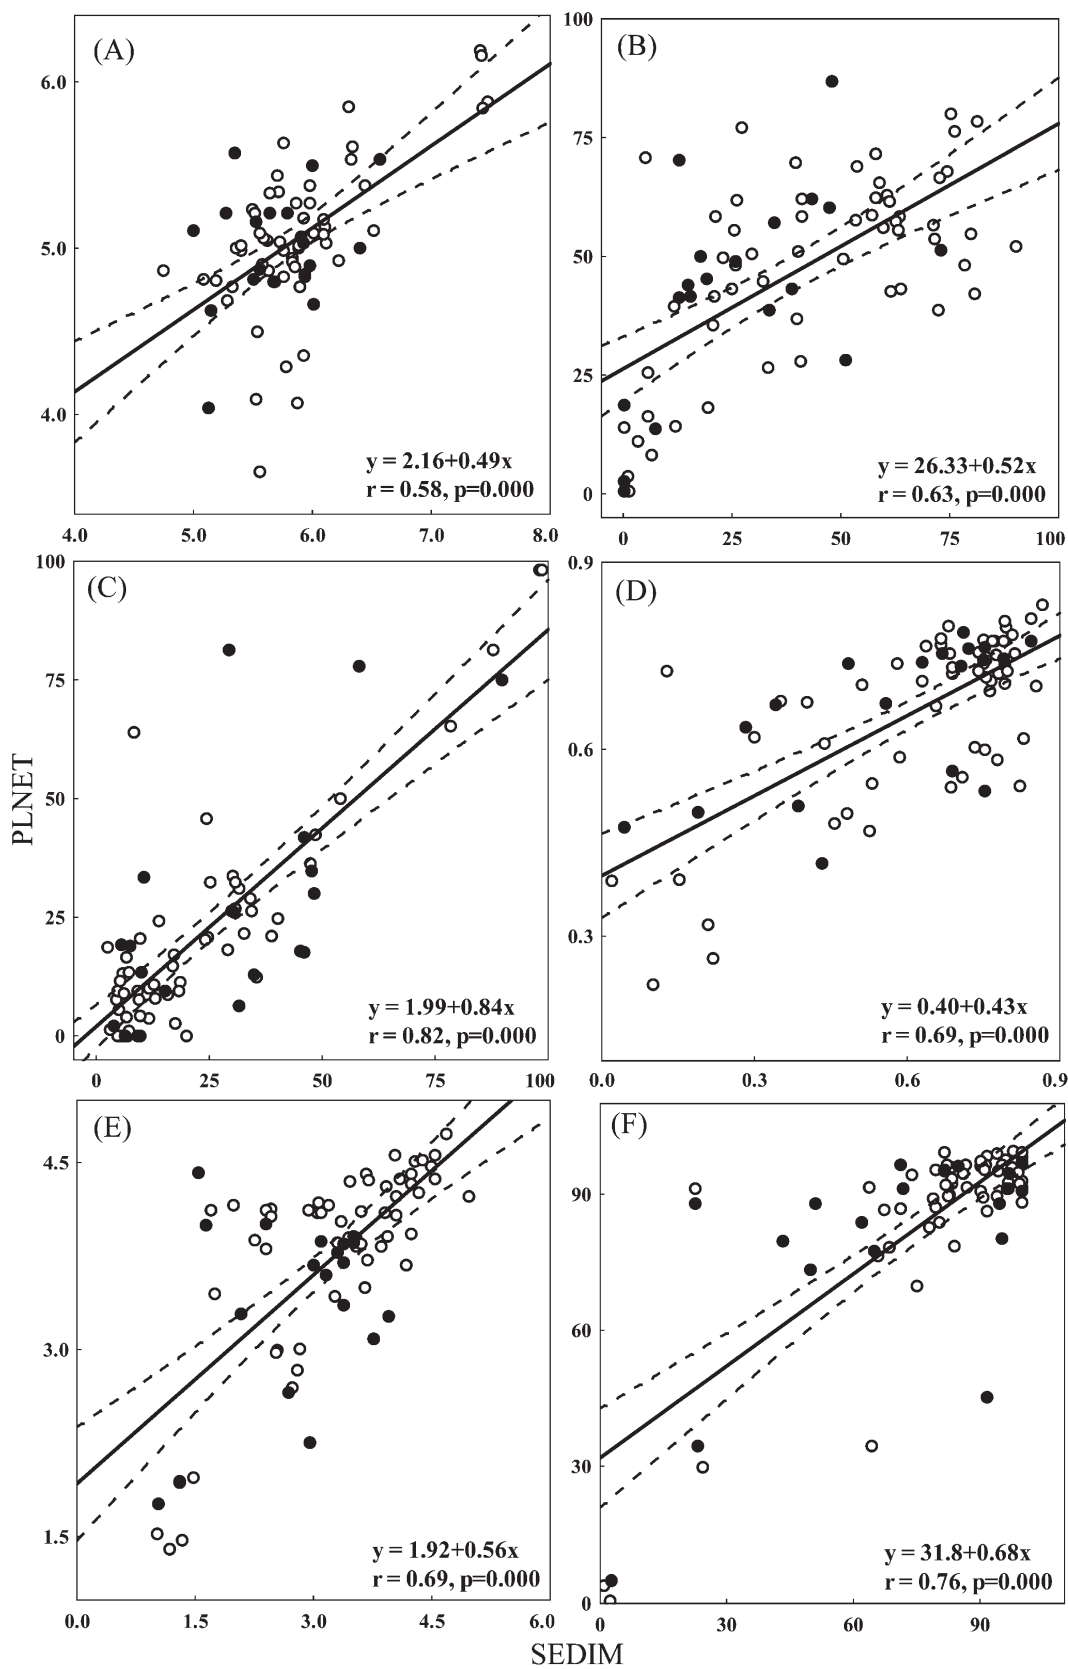 (A)
6.0
5.0
4.0
y = 2.16+0.49x
r = 0.58, p=0.000
4.0 5.0 6.0 7.0 8.0
(B)
100
75
50
25
0
y = 26.33+0.52x
r = 0.63, p=0.000
0 25 50 75 100
(C)
100
75
50
25
0
y = 1.99+0.84x
r = 0.82, p=0.000
0 25 50 75 100
(D)
0.9
0.6
0.3
y = 0.40+0.43x
r = 0.69, p=0.000
0.0 0.3 0.6 0.9
PLNET
(E)
4.5
3.0
1.5
y = 1.92+0.56x
r = 0.69, p=0.000
0.0 1.5 3.0 4.5 6.0
(F)
90
60
30
0
y = 31.8+0.68x
r = 0.76, p=0.000
0 30 60 90
SEDIM